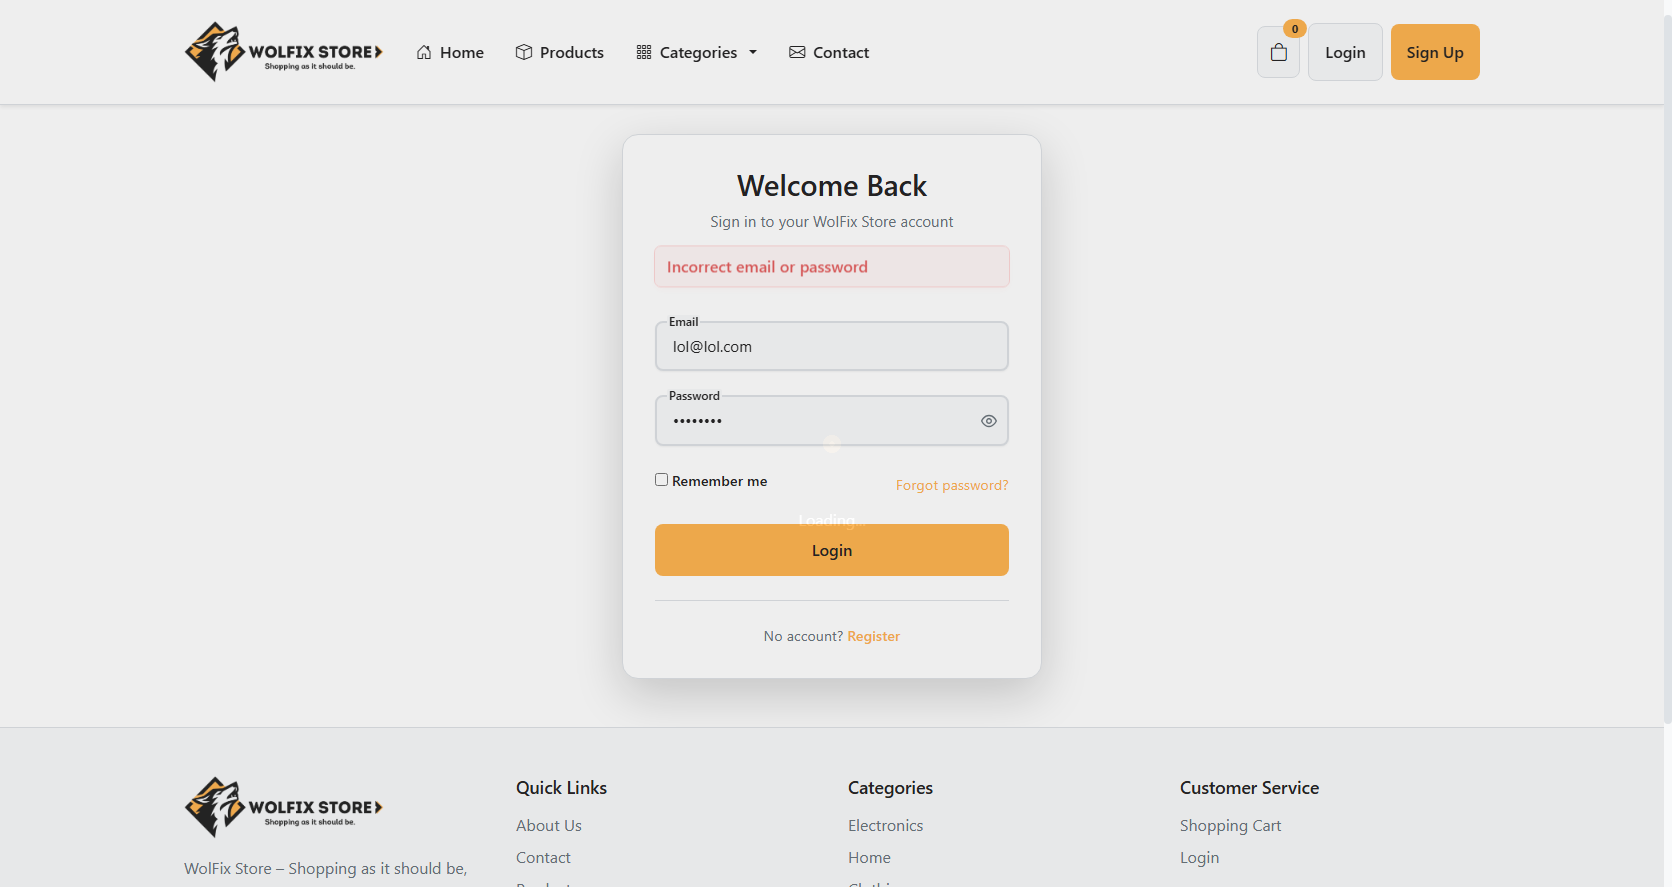 WOLFIX STORE
Shopping as it should be.
Home
Products
Categories
Contact
0
Login
Sign Up
Welcome Back
Sign in to your WolFix Store account
Incorrect email or password
Email
lol@lol.com
Password
••••••••
Remember me
Forgot password?
Loading...
Login
No account? Register
WOLFIX STORE
Shopping as it should be.
WolFix Store – Shopping as it should be,
Quick Links
About Us
Contact
Categories
Electronics
Home
Customer Service
Shopping Cart
Login